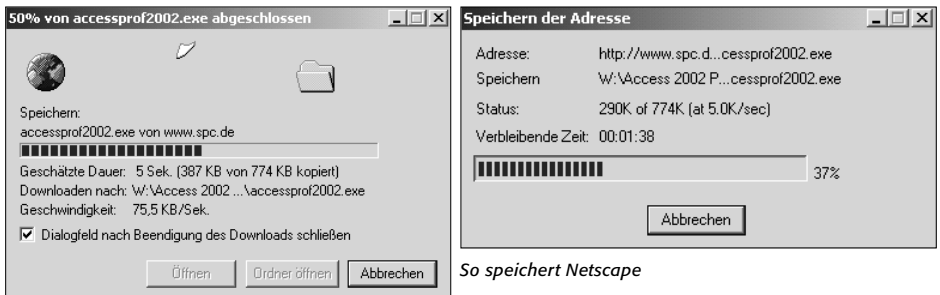 50% von accessprof2002.exe abgeschlossen
Speichern:
accessprof2002.exe von www.spc.de
Geschätzte Dauer: 5 Sek. (387 KB von 774 KB kopiert)
Downloaden nach: W:\Access 2002 ...\accessprof2002.exe
Geschwindigkeit: 75,5 KB/Sek.
Dialogfeld nach Beendigung des Downloads schließen
Öffnen Ordner öffnen Abbrechen
Speichern der Adresse
Adresse: http://www.spc.d...cessprof2002.exe
Speichern W:\Access 2002 P...cessprof2002.exe
Status: 290K of 774K (at 5.0K/sec)
Verbleibende Zeit: 00:01:38
37%
Abbrechen
So speichert Netscape